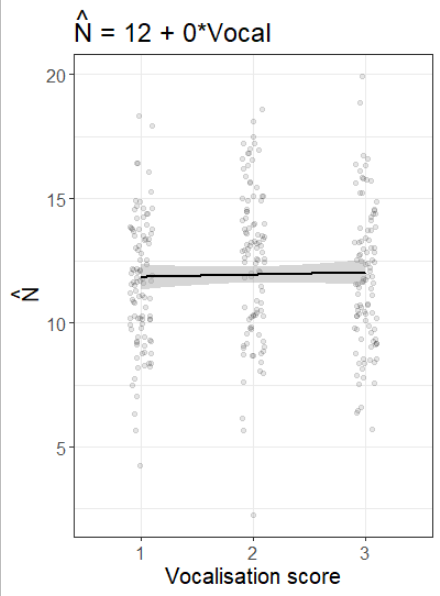 N̂ = 12 + 0*Vocal
20
15
10
5
N̂
1 2 3
Vocalisation score